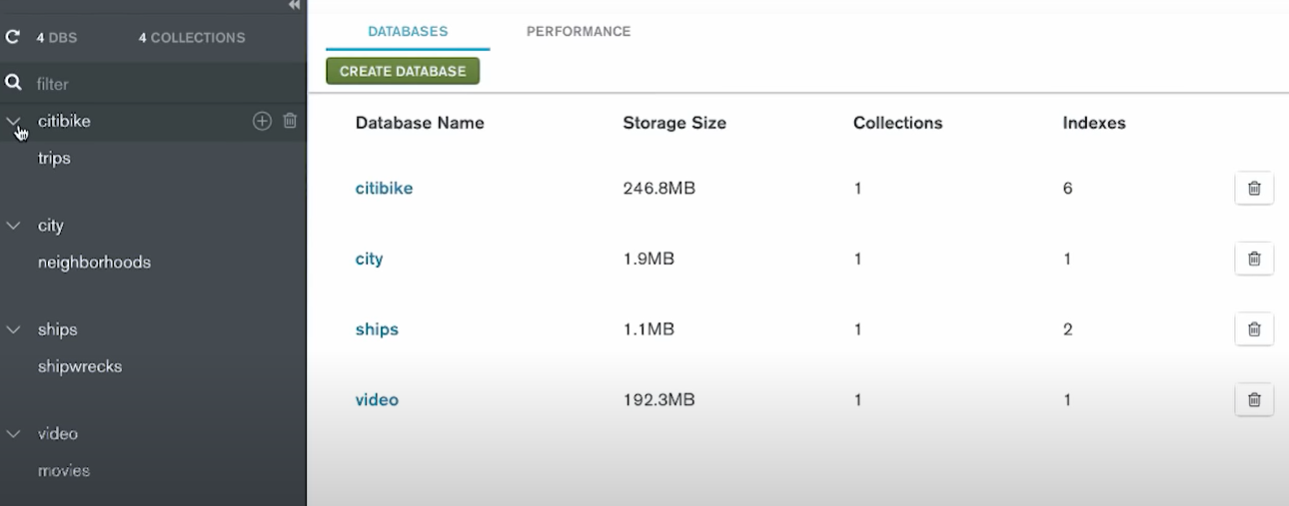 4 DBS 4 COLLECTIONS
filter
citibike
trips
city
neighborhoods
ships
shipwrecks
video
movies
DATABASES PERFORMANCE
CREATE DATABASE
Database Name Storage Size Collections Indexes
citibike 246.8MB 1 6
city 1.9MB 1 1
ships 1.1MB 1 2
video 192.3MB 1 1